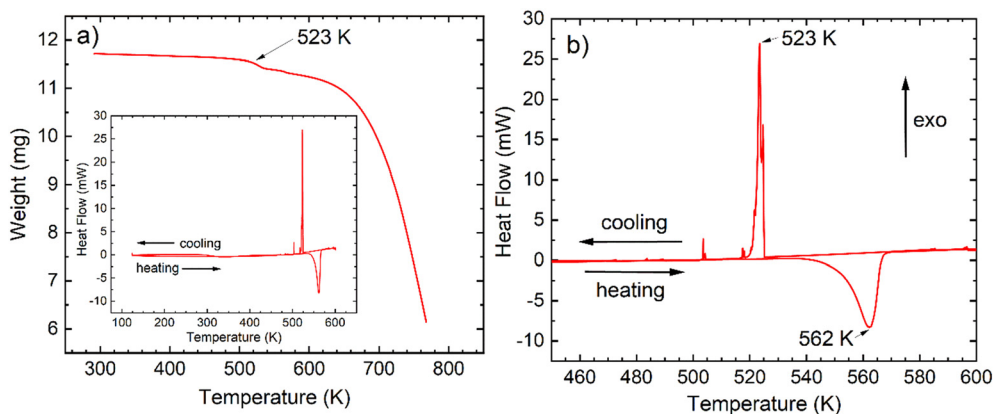 a)
523 K
12
11
10
9
8
7
6
Weight (mg)
300 400 500 600 700 800
Temperature (K)
30
25
20
15
10
5
0
-5
-10
Heat Flow (mW)
cooling
heating
100 200 300 400 500 600
Temperature (K)
b)
523 K
exo
30
25
20
15
10
5
0
-5
-10
Heat Flow (mW)
cooling
heating
562 K
460 480 500 520 540 560 580 600
Temperature (K)